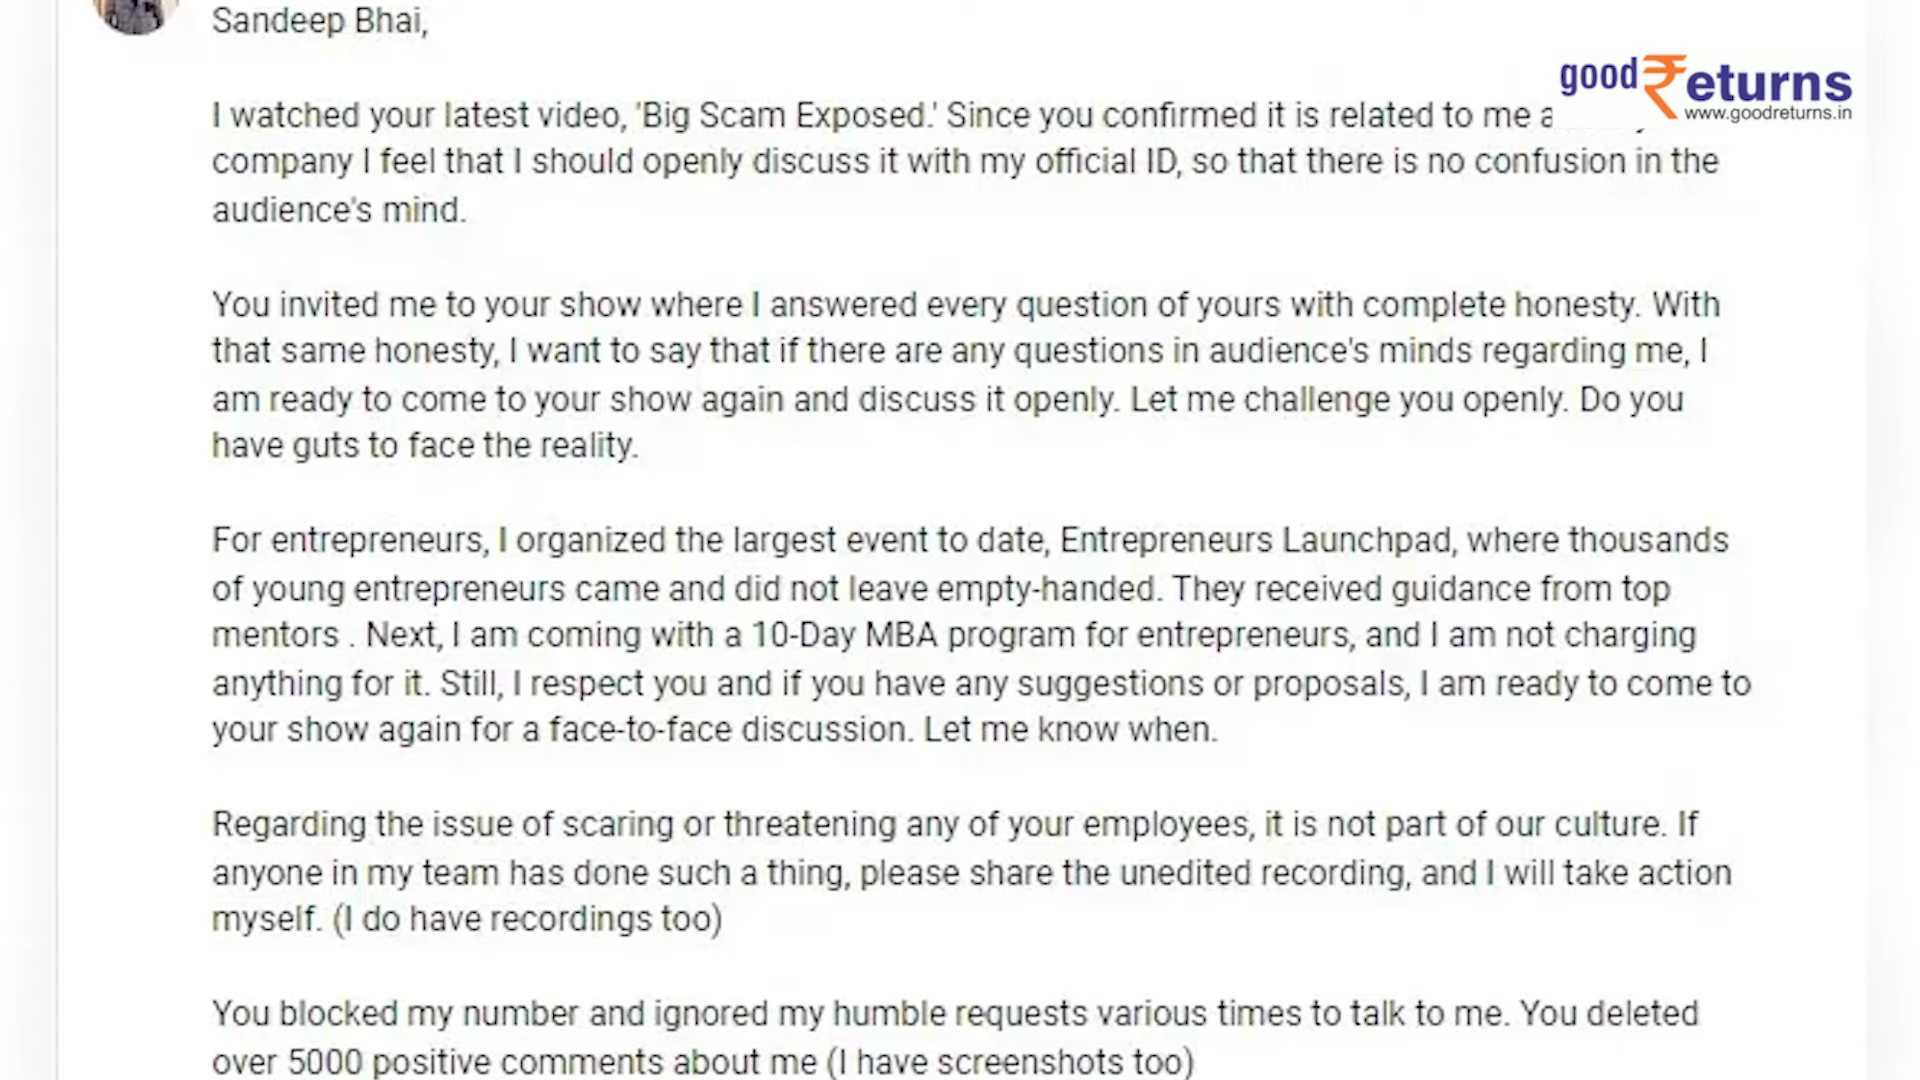 Sandeep Bhai,
good ₹eturns
www.goodreturns.in
I watched your latest video, 'Big Scam Exposed.' Since you confirmed it is related to me
company I feel that I should openly discuss it with my official ID, so that there is no confusion in the
audience's mind.
You invited me to your show where I answered every question of yours with complete honesty. With
that same honesty, I want to say that if there are any questions in audience's minds regarding me, I
am ready to come to your show again and discuss it openly. Let me challenge you openly. Do you
have guts to face the reality.
For entrepreneurs, I organized the largest event to date, Entrepreneurs Launchpad, where thousands
of young entrepreneurs came and did not leave empty-handed. They received guidance from top
mentors . Next, I am coming with a 10-Day MBA program for entrepreneurs, and I am not charging
anything for it. Still, I respect you and if you have any suggestions or proposals, I am ready to come to
your show again for a face-to-face discussion. Let me know when.
Regarding the issue of scaring or threatening any of your employees, it is not part of our culture. If
anyone in my team has done such a thing, please share the unedited recording, and I will take action
myself. (I do have recordings too)
You blocked my number and ignored my humble requests various times to talk to me. You deleted
over 5000 positive comments about me (I have screenshots too)